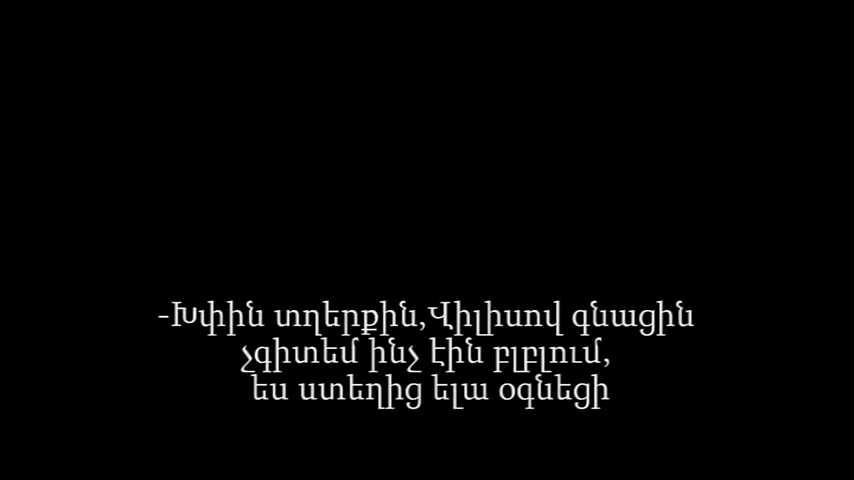 -Խփին տղերքին,Վիլիսով գնացին
չգիտեմ ինչ էին բլբլում,
ես ստեղից ելա օգնեցի